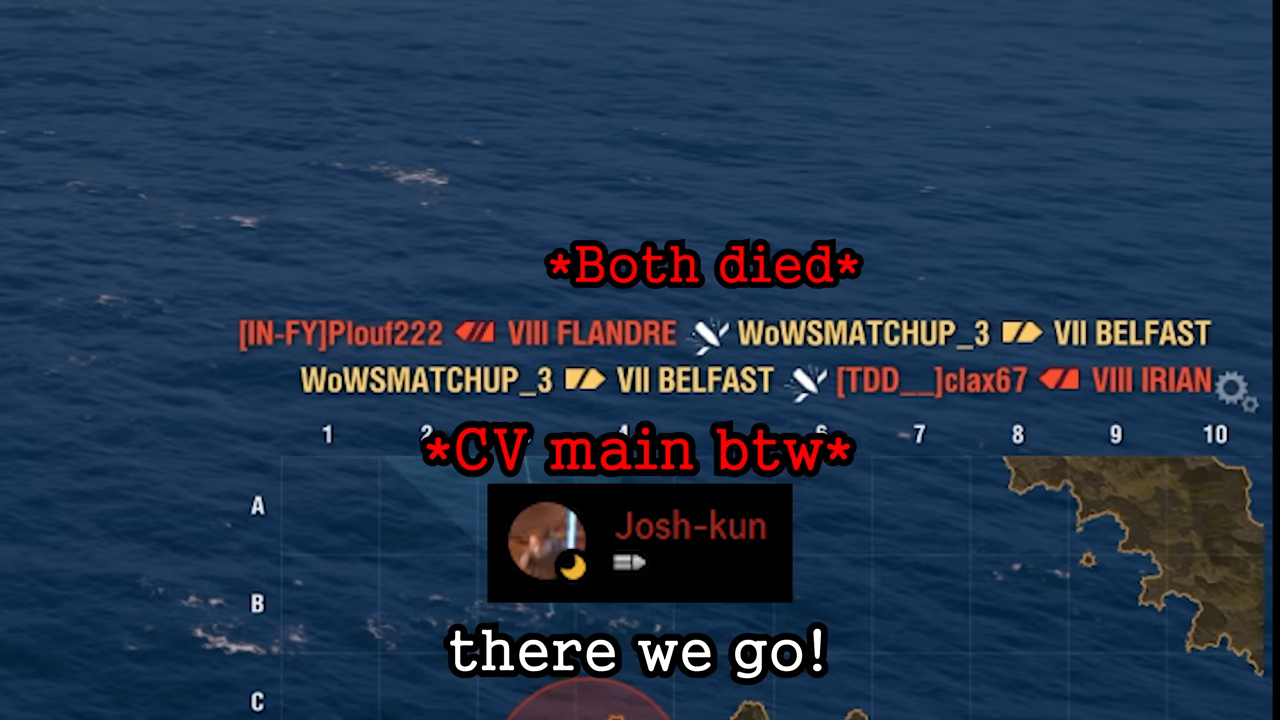 *Both died*
[IN-FY]Plouf222 VIII FLANDRE WoWSMATCHUP_3 VII BELFAST
WoWSMATCHUP_3 VII BELFAST [TDD__]clax67 VIII IRIAN
1 2 4 6 7 8 9 10
*CV main btw*
A
Josh-kun
B
there we go!
C